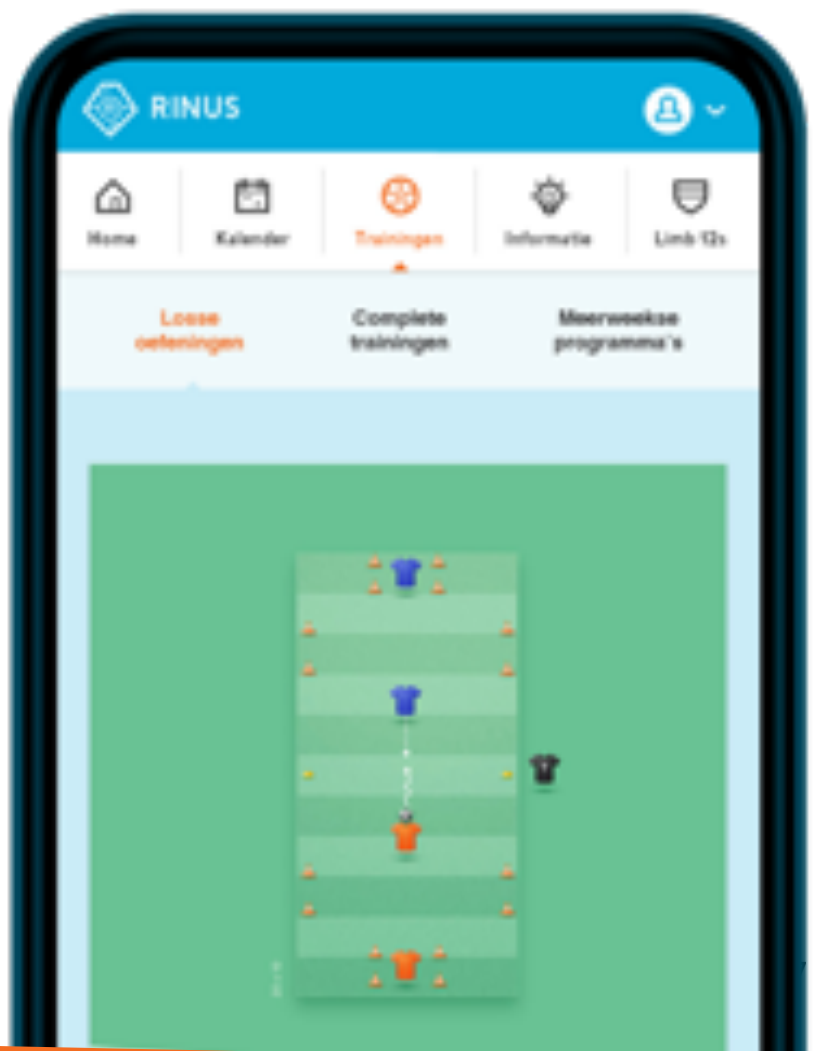 RINUS
Home
Kalender
Trainingen
Informatie
Limb 12s
Losse
oefeningen
Complete
trainingen
Meerweekse
programma's